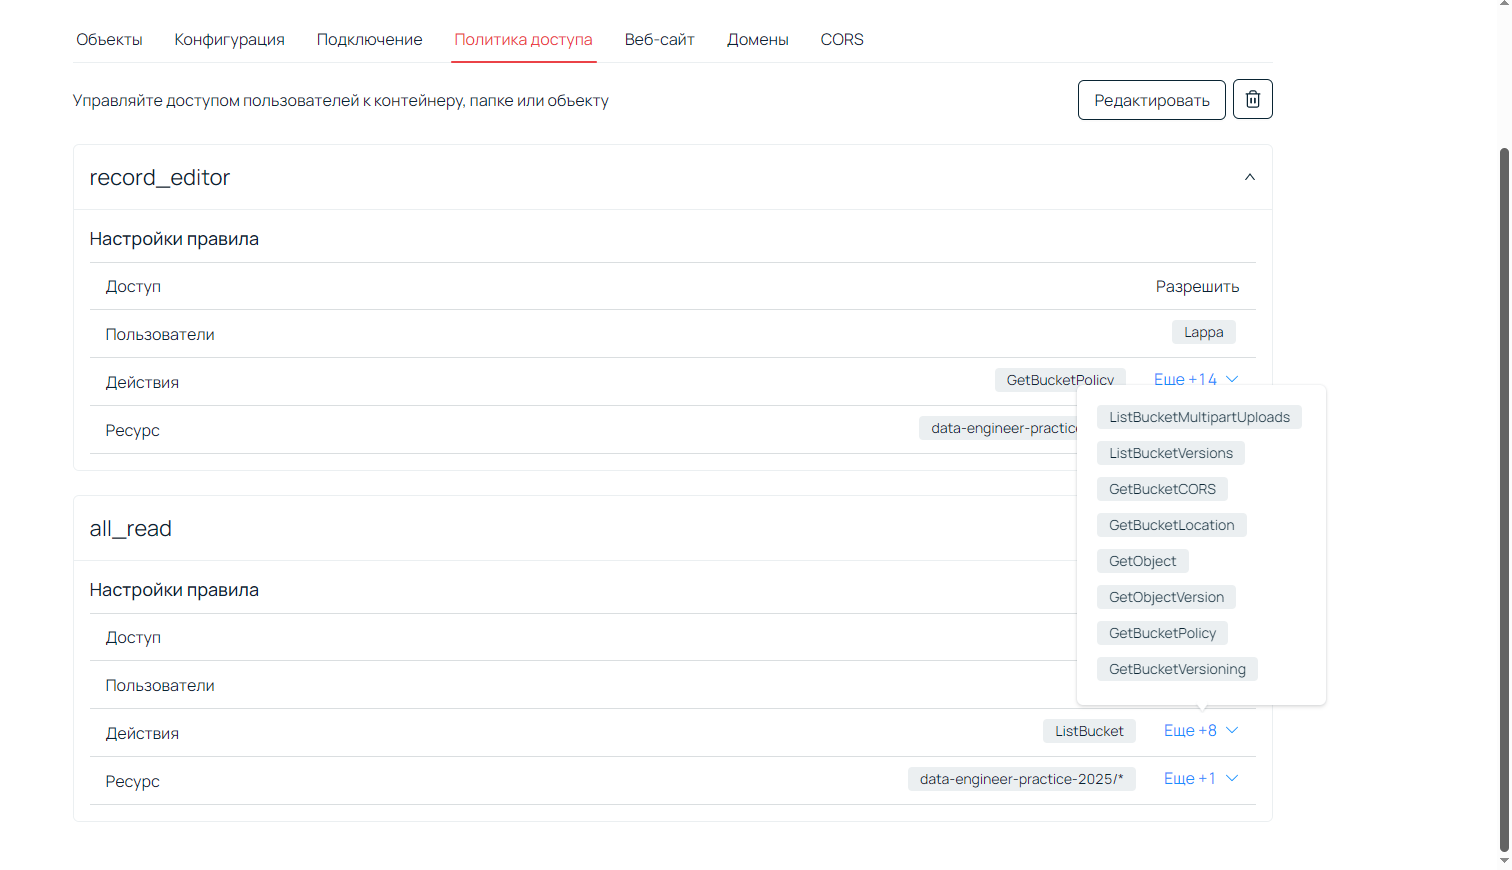 Объекты Конфигурация Подключение Политика доступа Веб-сайт Домены CORS
Управляйте доступом пользователей к контейнеру, папке или объекту
Редактировать
record_editor
Настройки правила
Доступ Разрешить
Пользователи Lappa
Действия GetBucketPolicy Еще +14
Ресурс data-engineer-practic
ListBucketMultipartUploads
ListBucketVersions
GetBucketCORS
GetBucketLocation
GetObject
GetObjectVersion
GetBucketPolicy
GetBucketVersioning
all_read
Настройки правила
Доступ
Пользователи
Действия ListBucket Еще +8
Ресурс data-engineer-practice-2025/* Еще +1